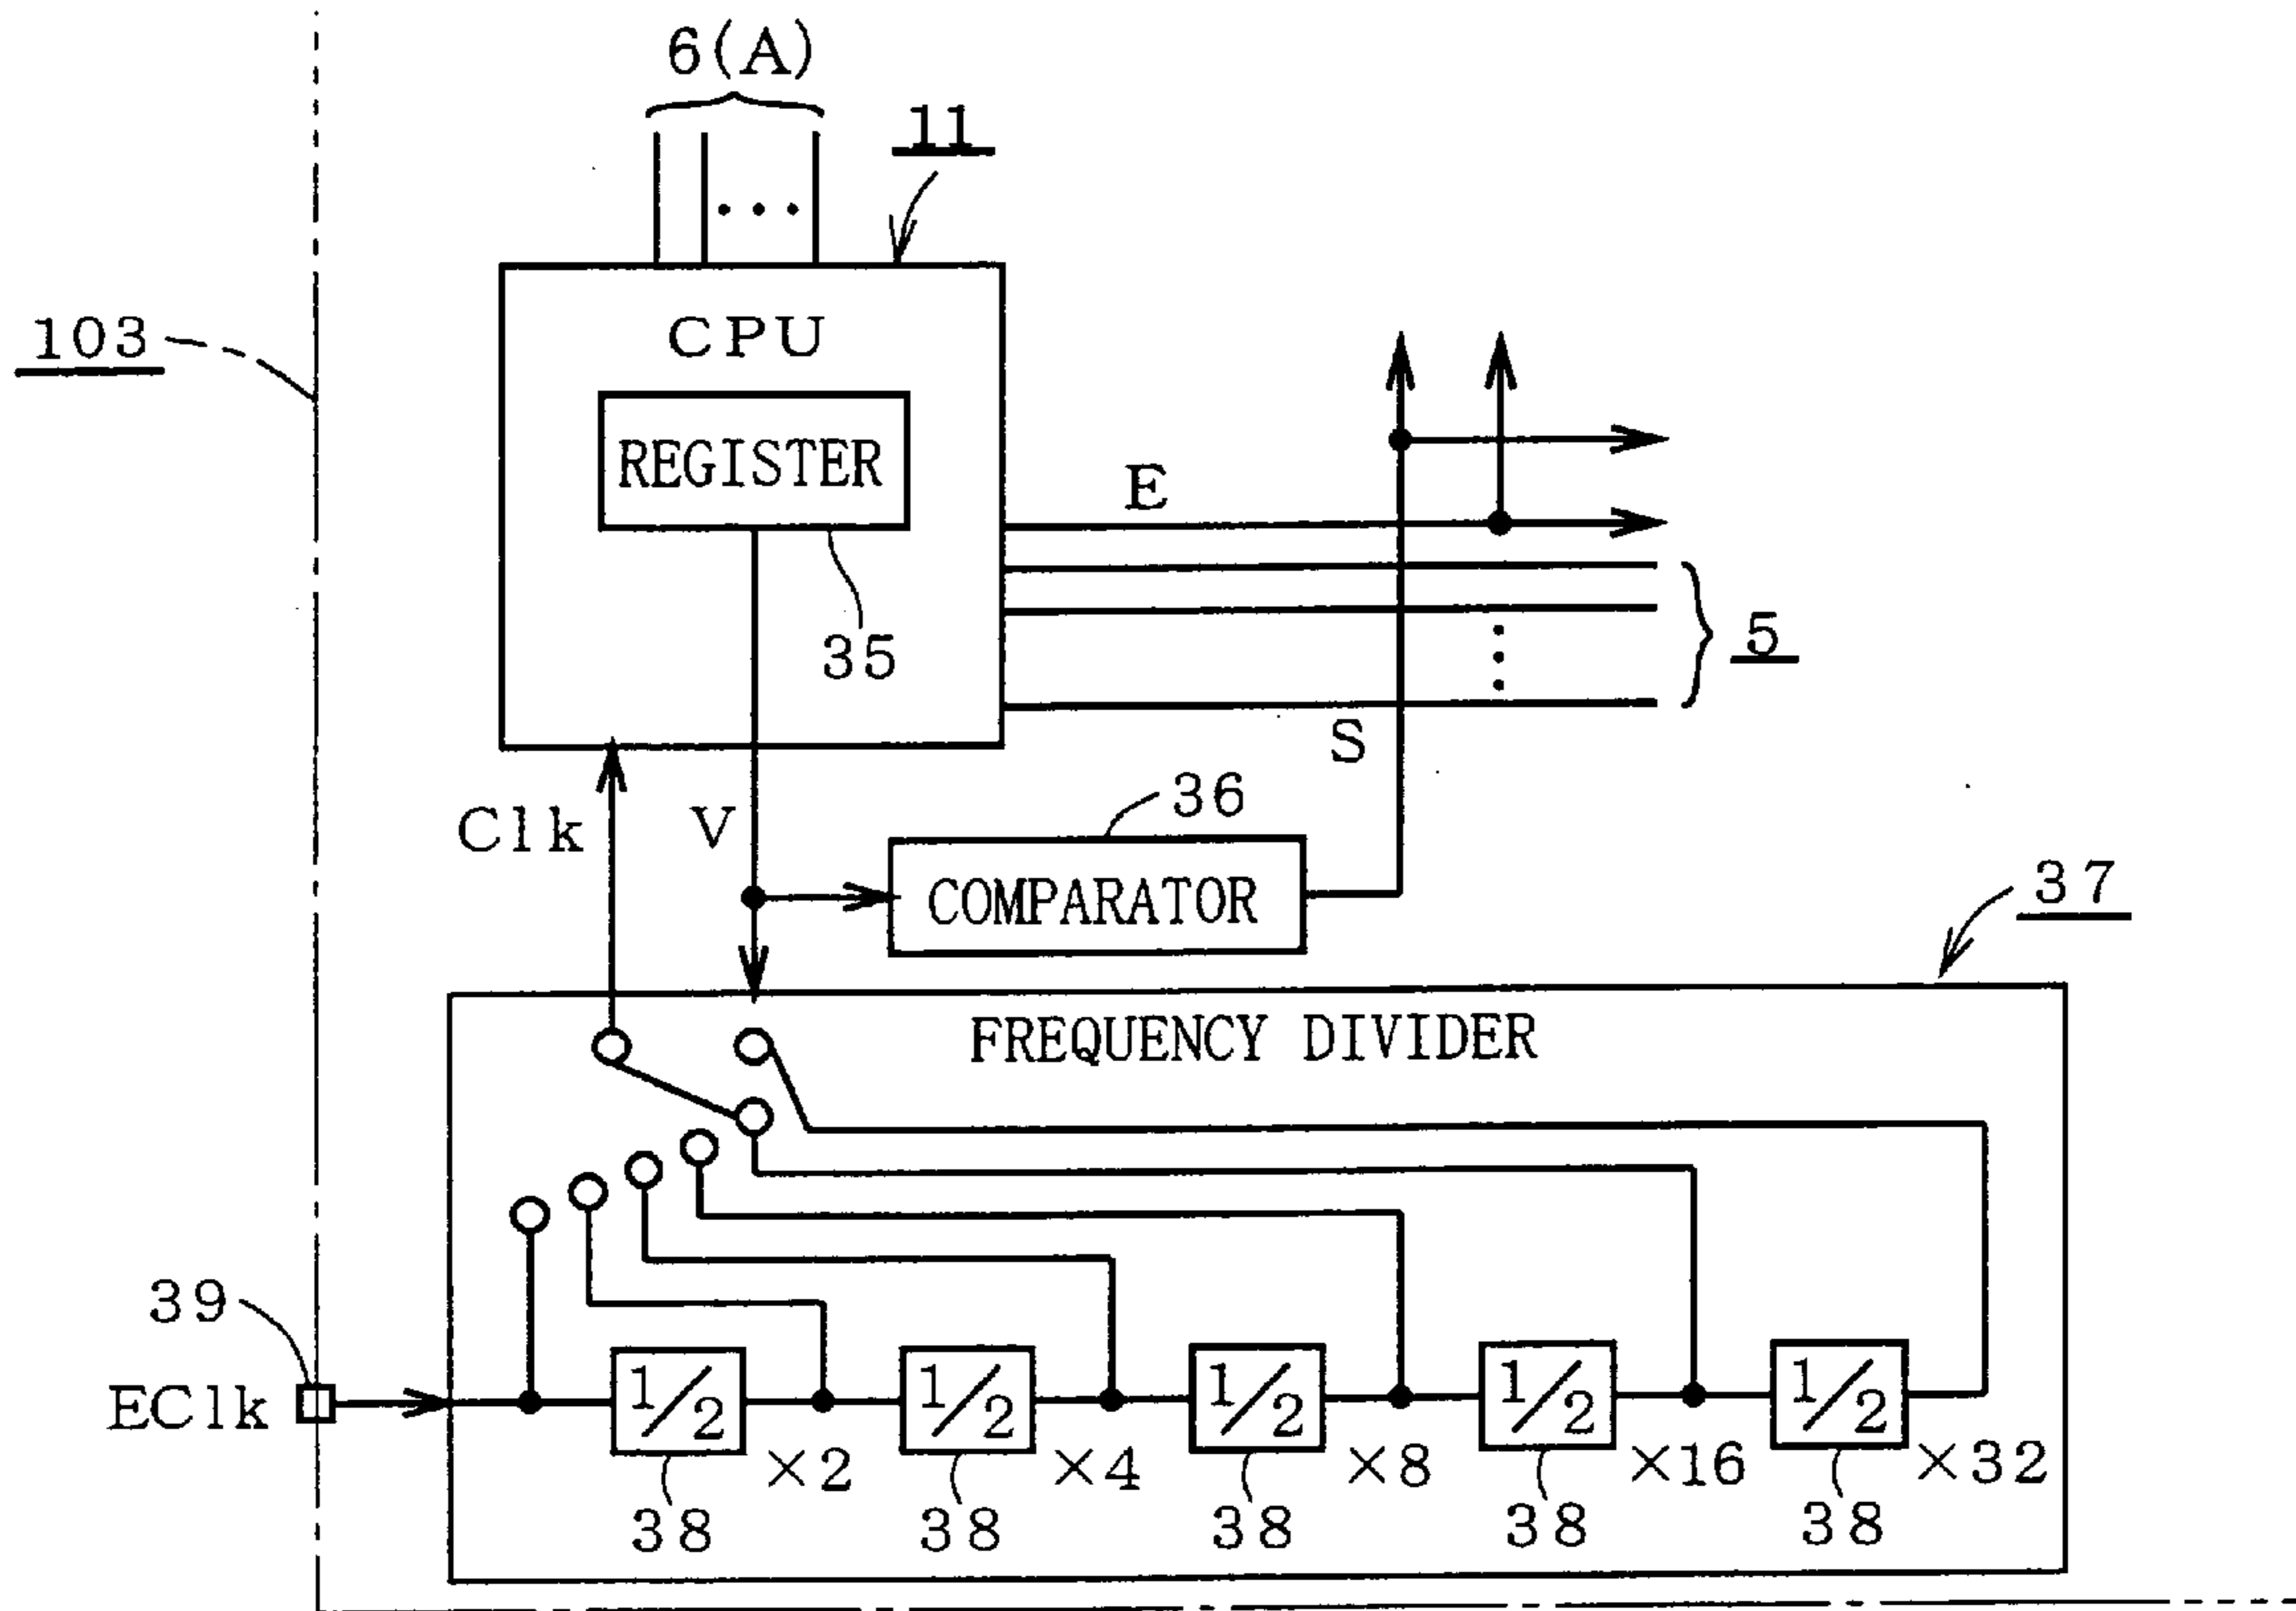 6(A)
11
CPU
103
REGISTER
E
35
5
S
Clk
V
36
COMPARATOR
37
FREQUENCY DIVIDER
39
EClk
1/2
1/2
1/2
1/2
1/2
×2
×4
×8
×16
×32
38
38
38
38
38